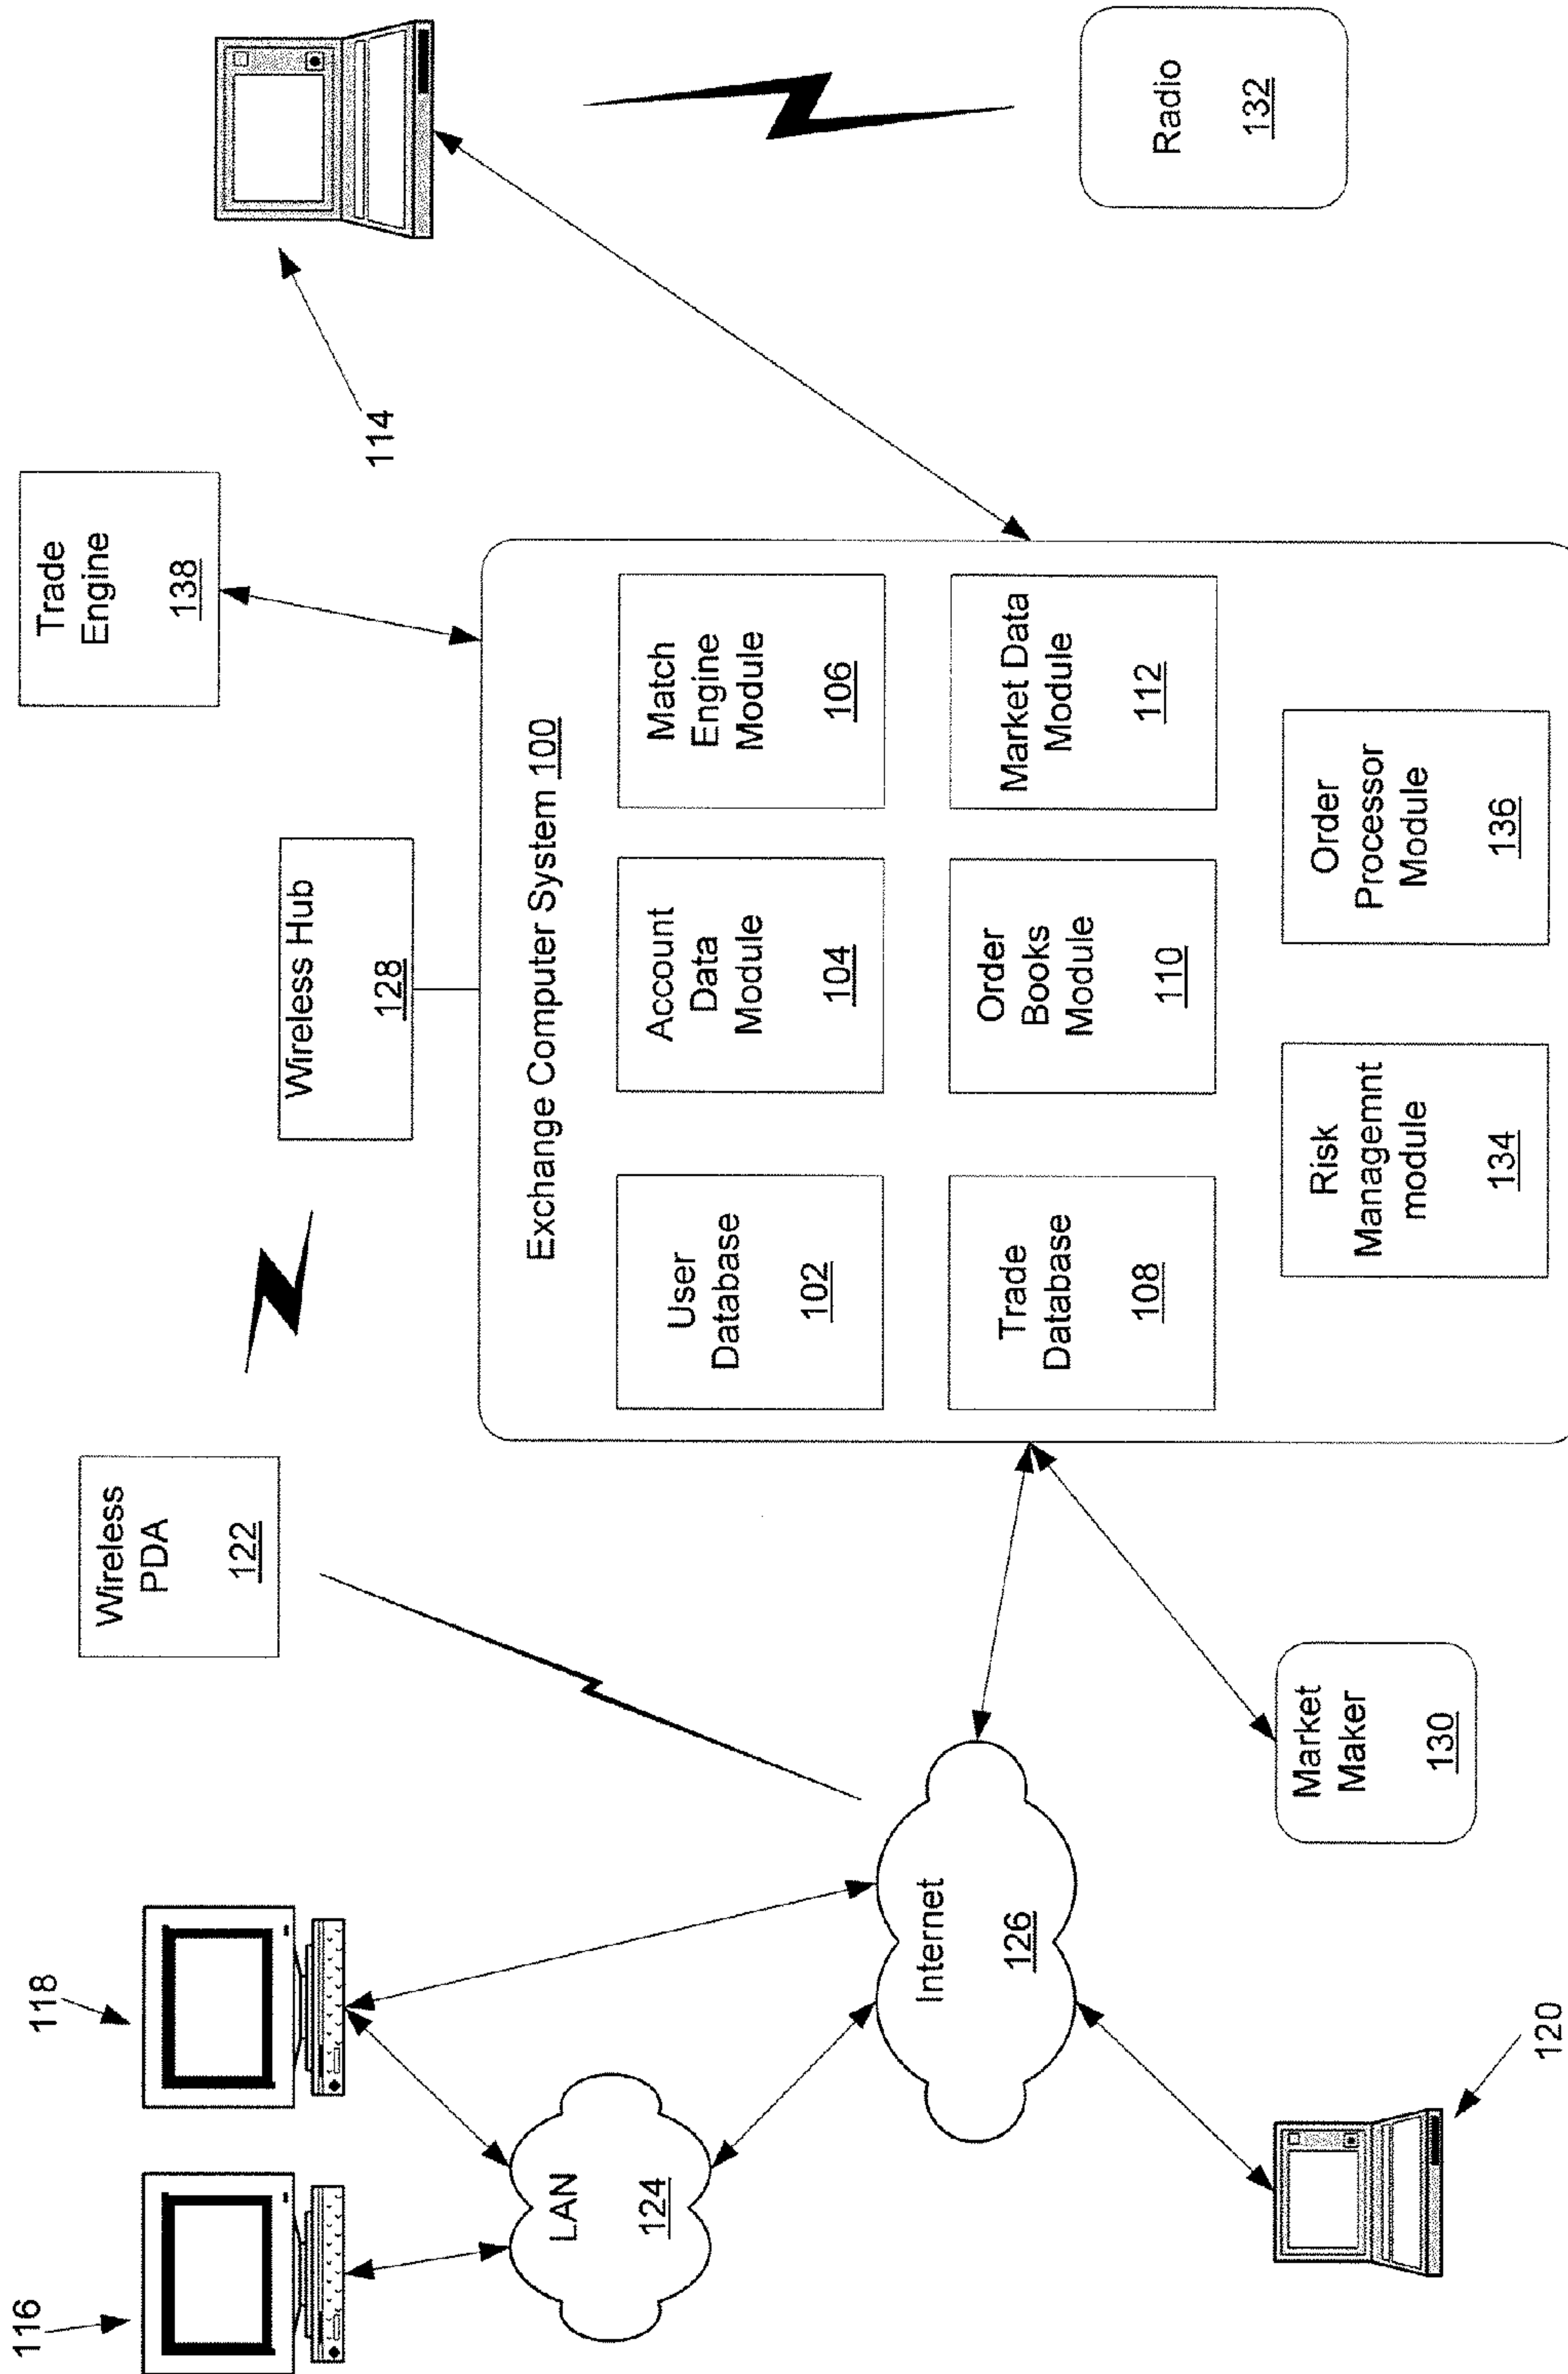 116
118
Wireless
PDA
122
Wireless Hub
128
Trade
Engine
138
114
LAN
124
Internet
126
Exchange Computer System 100
User
Database
102
Account
Data
Module
104
Match
Engine
Module
106
Trade
Database
108
Order
Books
Module
110
Market Data
Module
112
Risk
Managemnt
module
134
Order
Processor
Module
136
120
Market
Maker
130
Radio
132